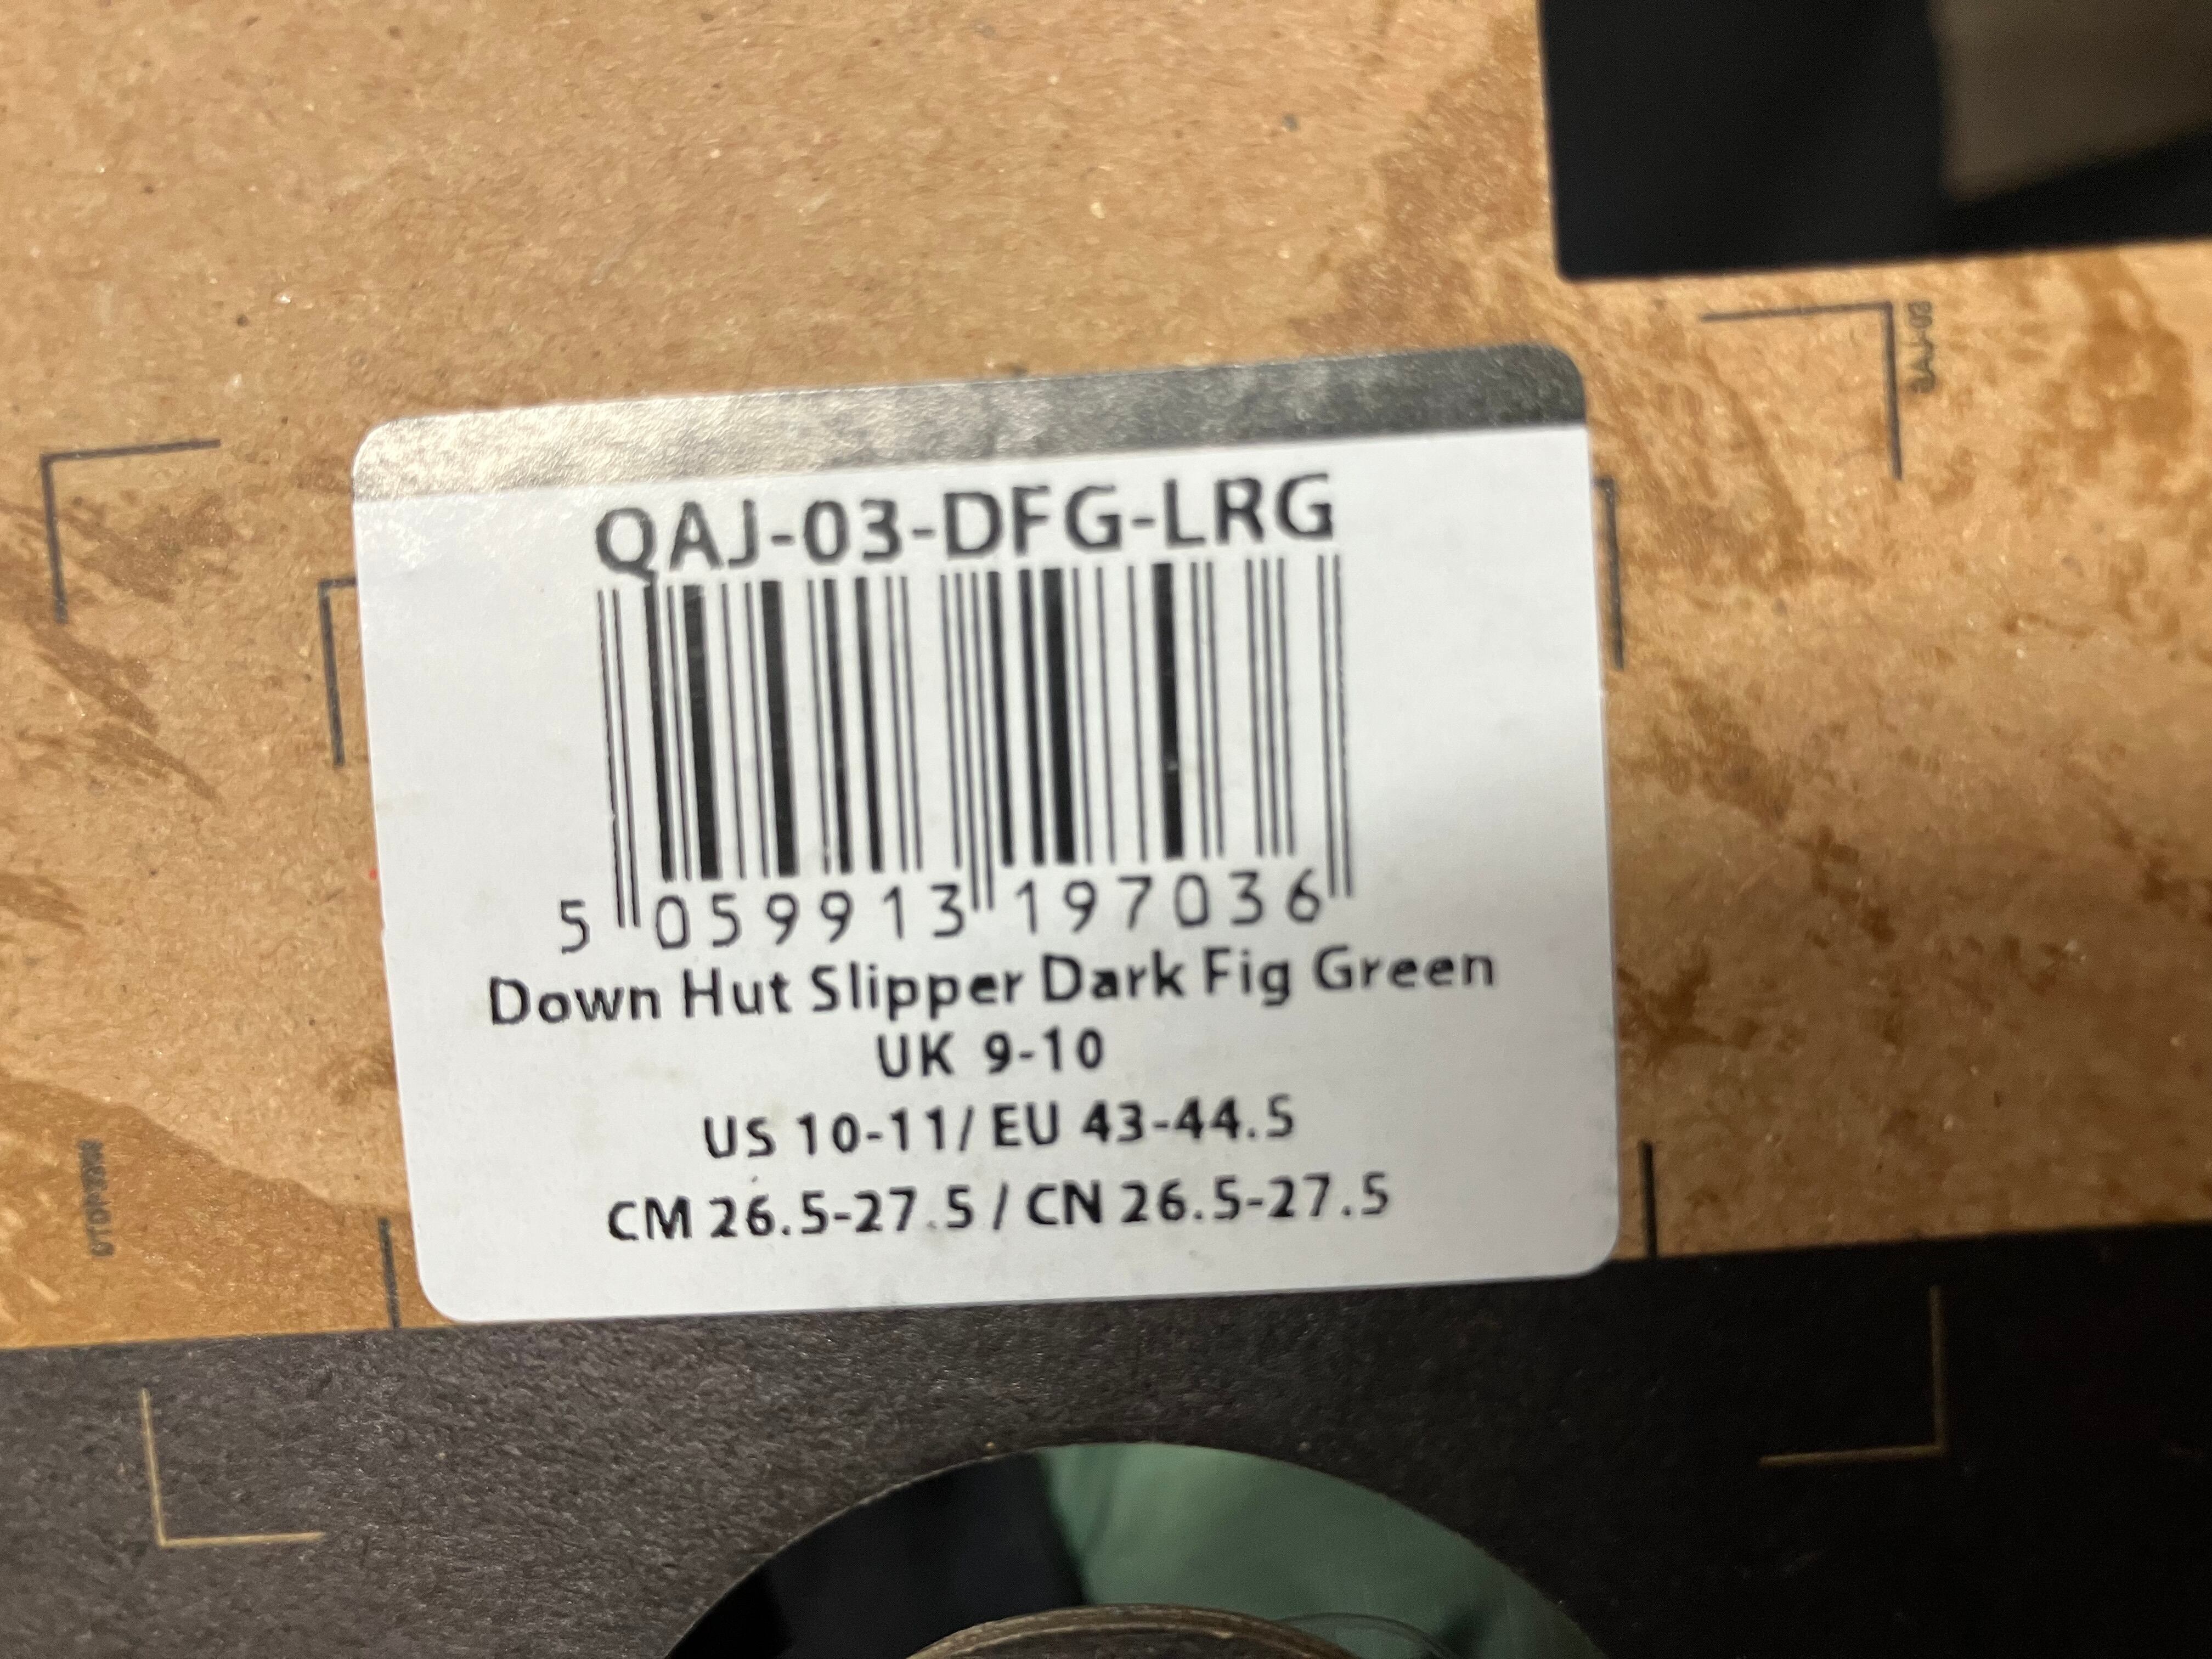 QAJ-03-DFG-LRG
5 059913 197036
Down Hut Slipper Dark Fig Green
UK 9-10
US 10-11/ EU 43-44.5
CM 26.5-27.5 / CN 26.5-27.5